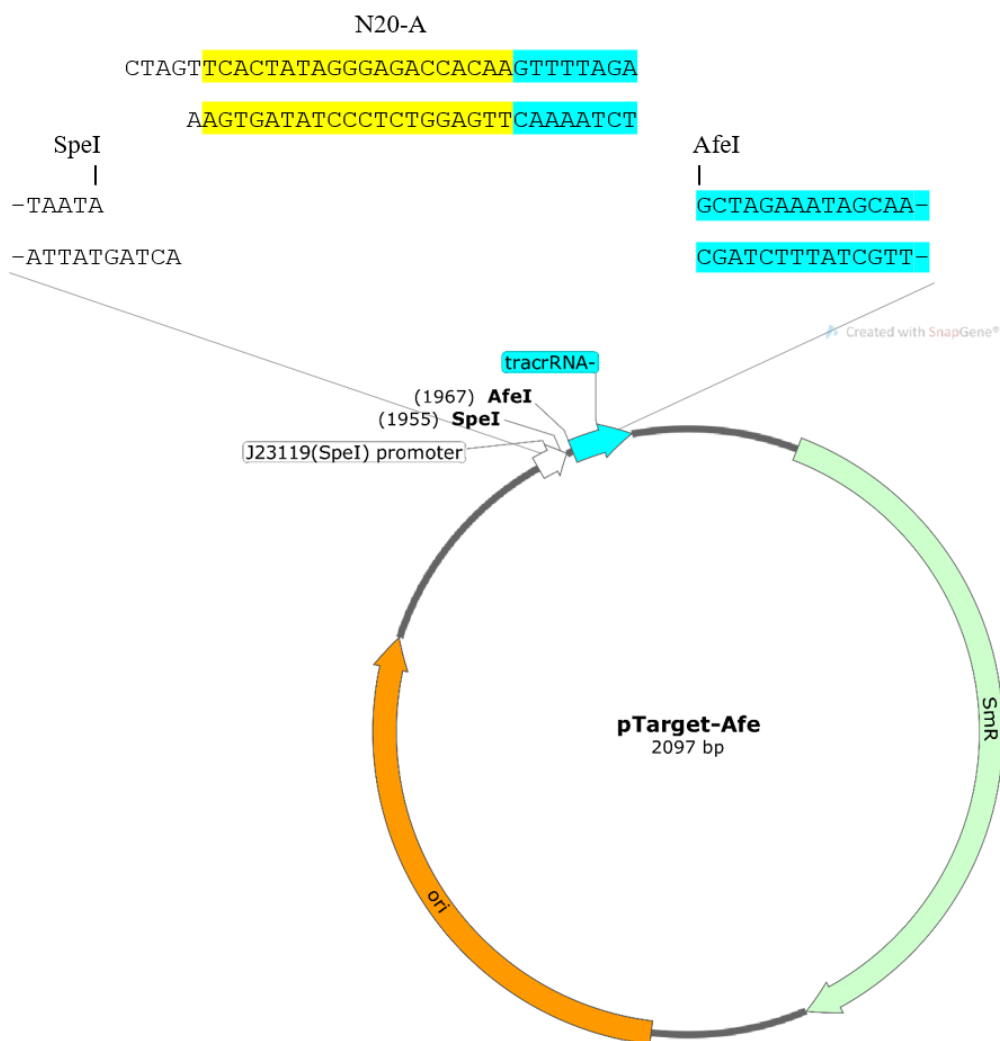 N20-A
CTAGTTCACTATAGGGAGACCACAAGTTTTAGA
AAGTGATATCCCTCTGGAGTTCAAAATCT
SpeI
AfeI
-TAATA
GCTAGAAATAGCAA-
-ATTATGATCA
CGATCTTTATCGTT-
Created with SnapGene®
tracrRNA-
(1967) AfeI
(1955) SpeI
J23119(SpeI) promoter
SmR
pTarget-Afe
2097 bp
ori